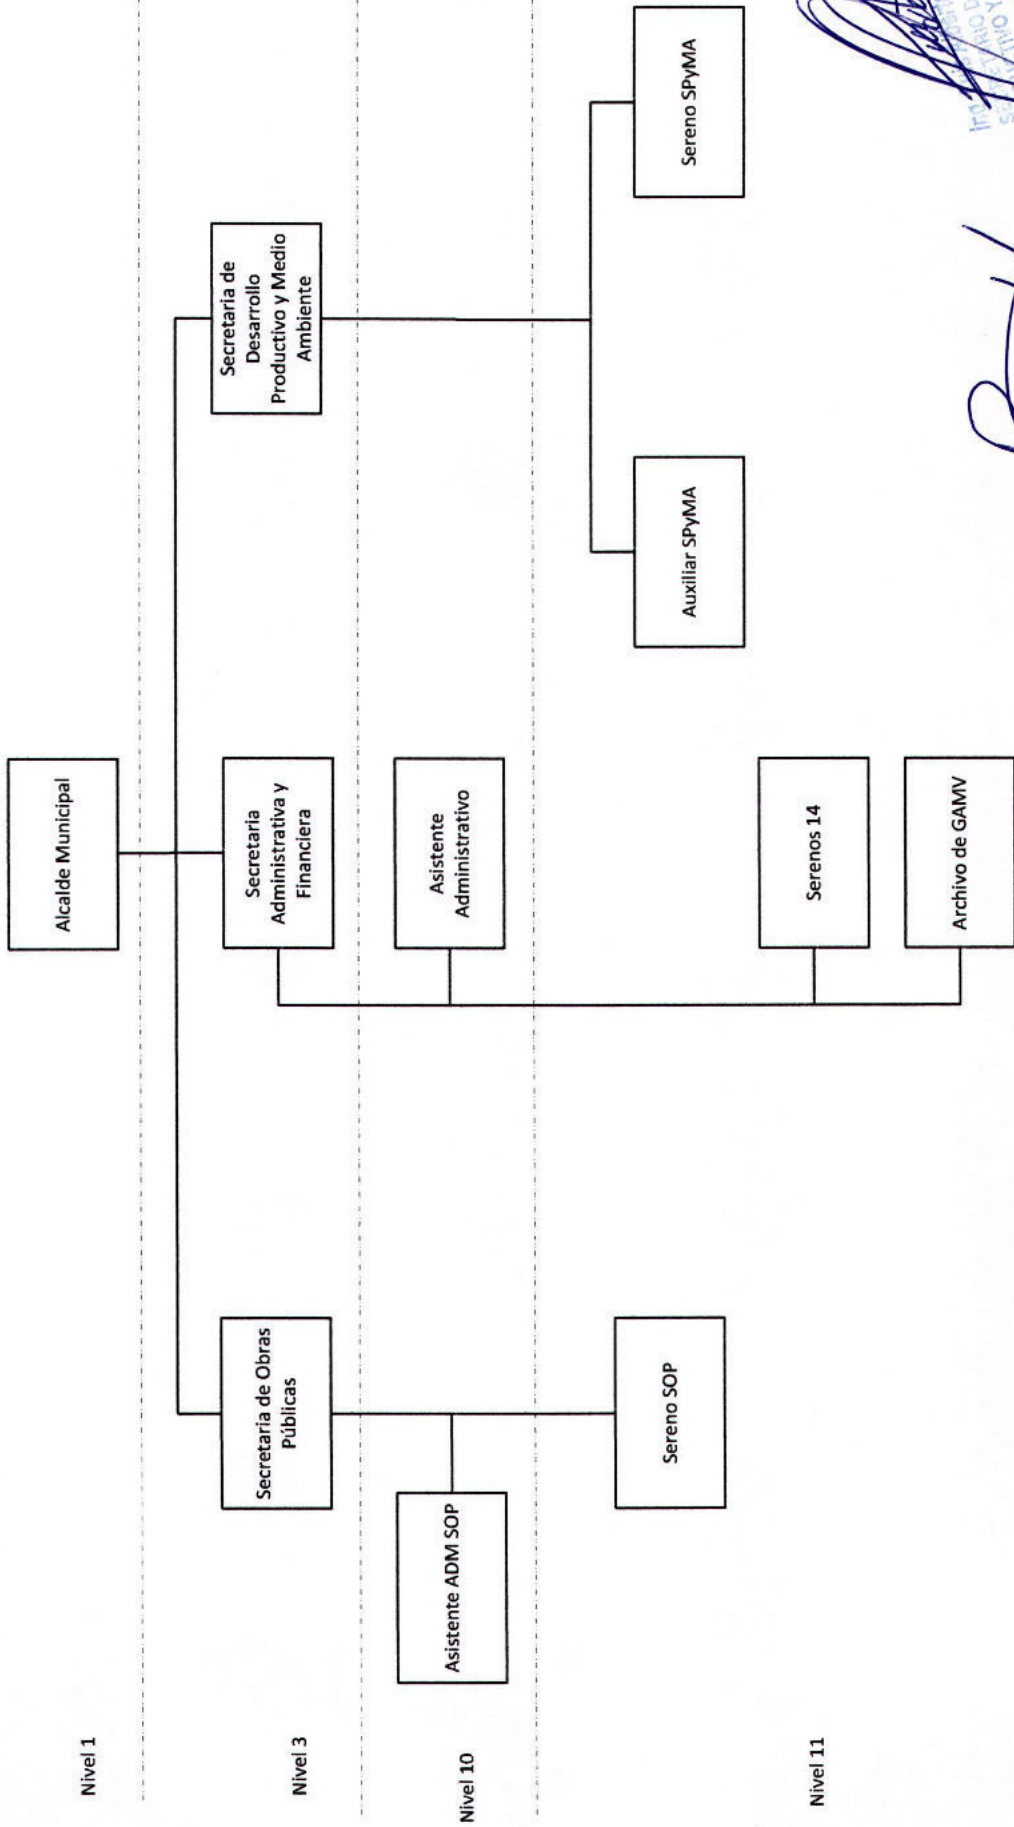 Nivel 1
Alcalde Municipal
Nivel 3
Secretaria de Obras
Públicas
Secretaria
Administrativa y
Financiera
Secretaria de
Desarrollo
Productivo y Medio
Ambiente
Nivel 10
Asistente ADM SOP
Asistente
Administrativo
Nivel 11
Sereno SOP
Serenos 14
Archivo de GAMV
Auxiliar SPyMA
Sereno SPyMA